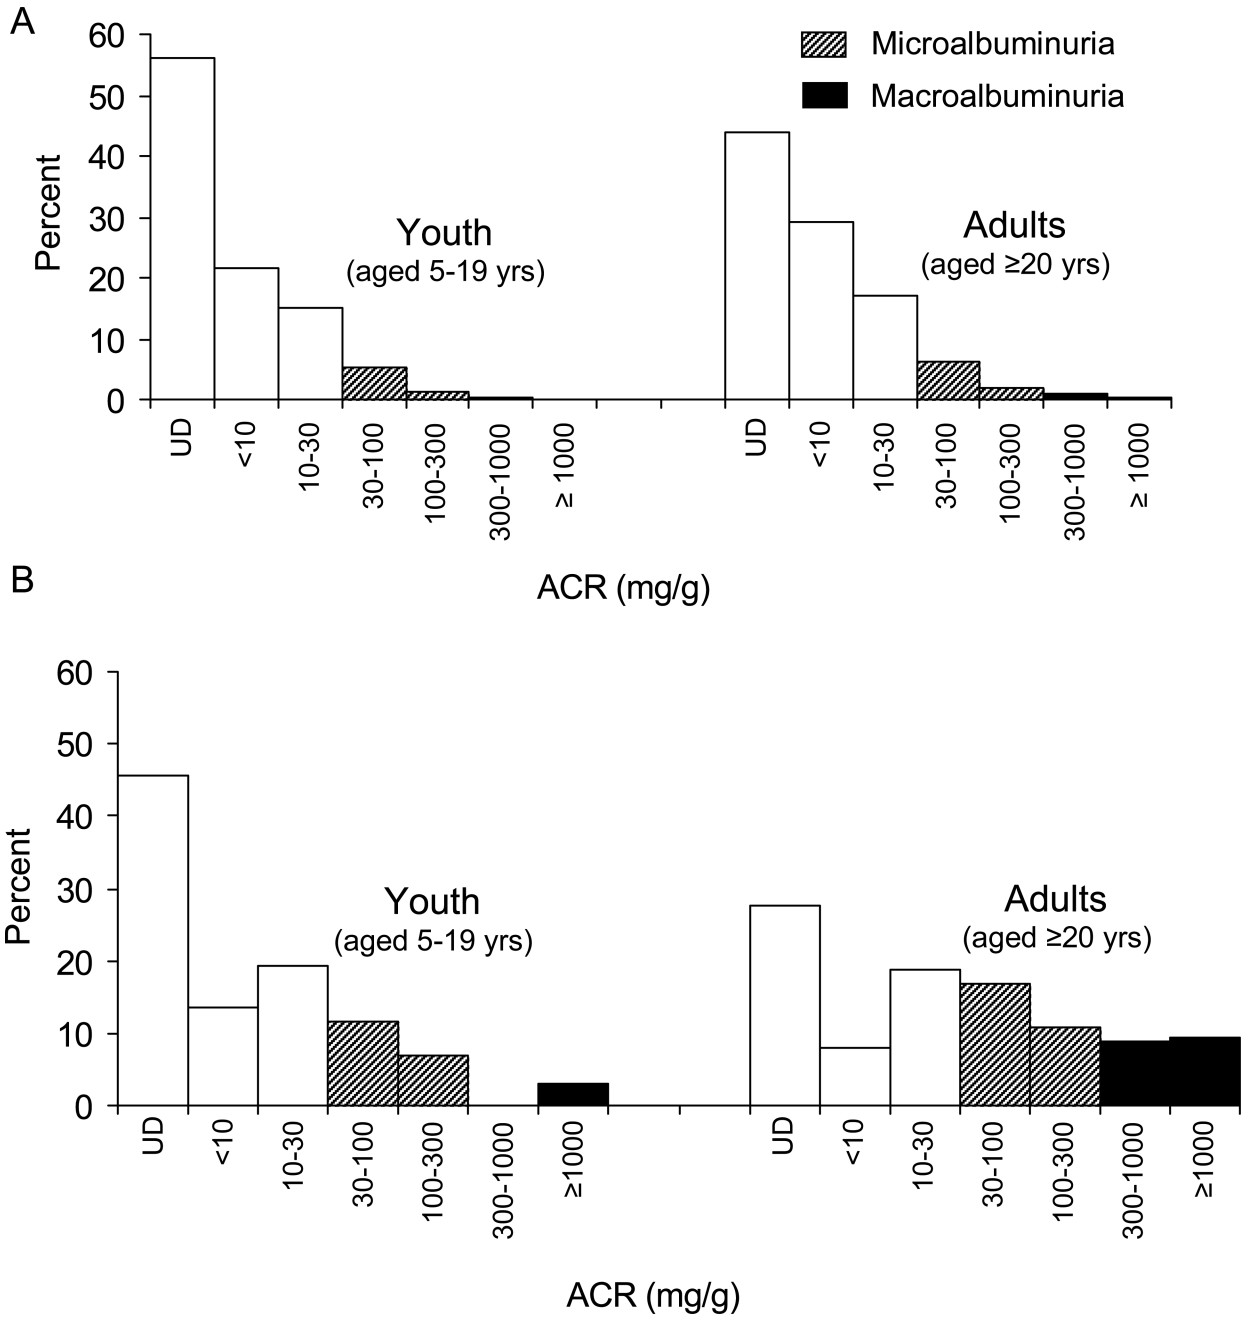 A
Microalbuminuria
Macroalbuminuria
60
50
40
30
20
10
0
Percent
Youth
(aged 5-19 yrs)
Adults
(aged ≥20 yrs)
UD
<10
10-30
30-100
100-300
300-1000
≥ 1000
UD
<10
10-30
30-100
100-300
300-1000
≥ 1000
ACR (mg/g)
B
60
50
40
30
20
10
0
Percent
Youth
(aged 5-19 yrs)
Adults
(aged ≥20 yrs)
UD
<10
10-30
30-100
100-300
300-1000
≥1000
UD
<10
10-30
30-100
100-300
300-1000
≥1000
ACR (mg/g)